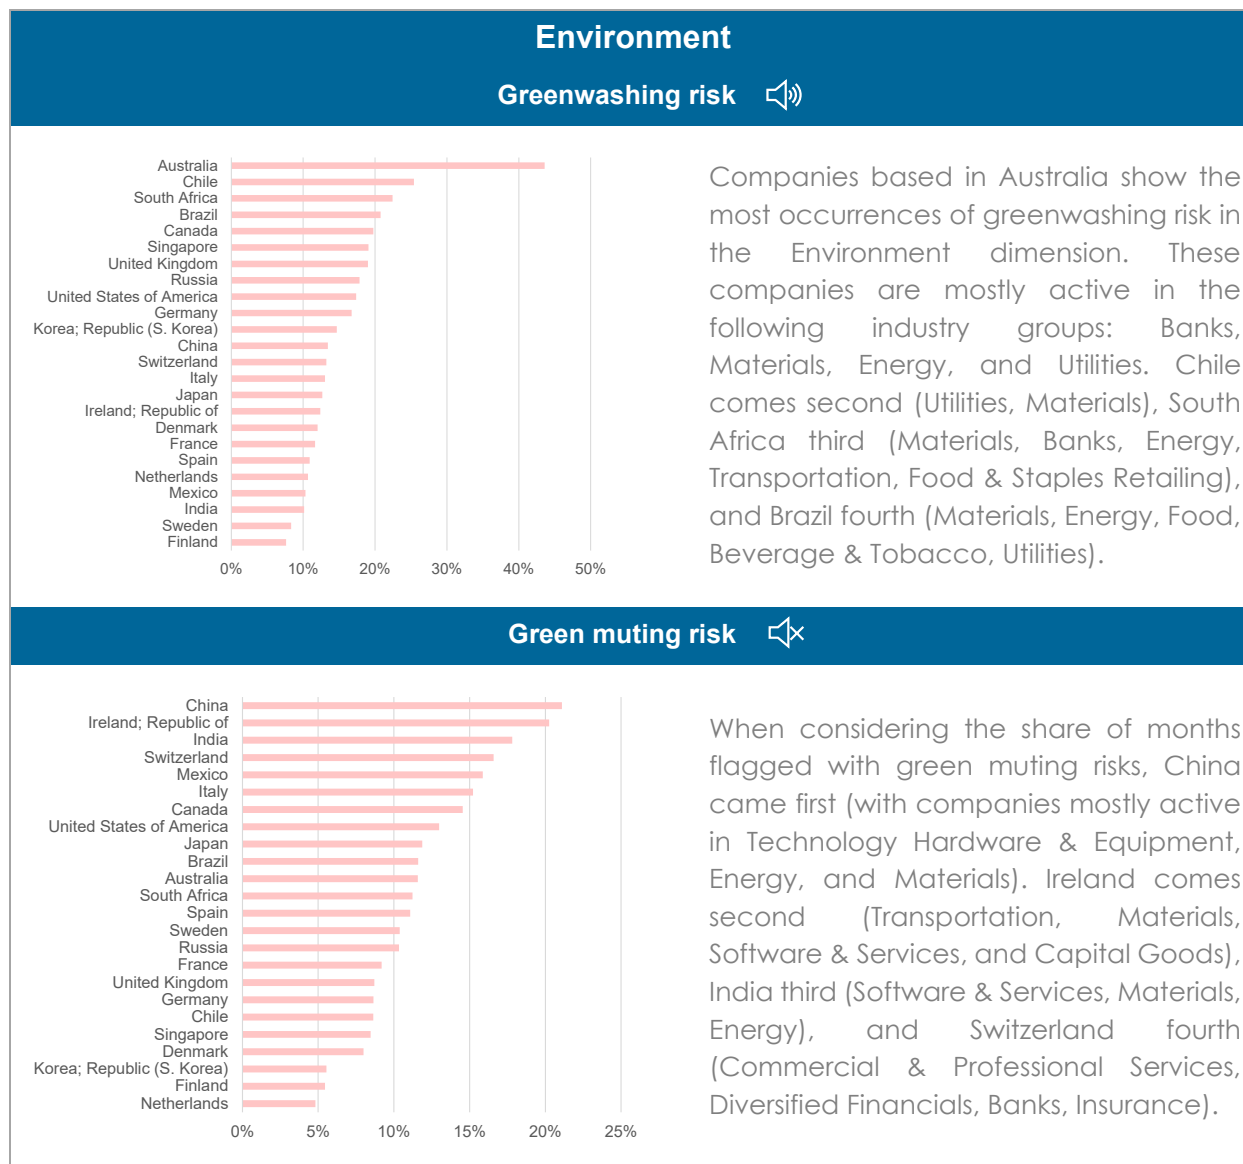 Environment
Greenwashing risk
Australia
Chile
South Africa
Brazil
Canada
Singapore
United Kingdom
Russia
United States of America
Germany
Korea; Republic (S. Korea)
China
Switzerland
Italy
Japan
Ireland; Republic of
Denmark
France
Spain
Netherlands
Mexico
India
Sweden
Finland
0% 10% 20% 30% 40% 50%
Companies based in Australia show the
most occurrences of greenwashing risk in
the Environment dimension. These
companies are mostly active in the
following industry groups: Banks,
Materials, Energy, and Utilities. Chile
comes second (Utilities, Materials), South
Africa third (Materials, Banks, Energy,
Transportation, Food & Staples Retailing),
and Brazil fourth (Materials, Energy, Food,
Beverage & Tobacco, Utilities).
Green muting risk
China
Ireland; Republic of
India
Switzerland
Mexico
Italy
Canada
United States of America
Japan
Brazil
Australia
South Africa
Spain
Sweden
Russia
France
United Kingdom
Germany
Chile
Singapore
Denmark
Korea; Republic (S. Korea)
Finland
Netherlands
0% 5% 10% 15% 20% 25%
When considering the share of months
flagged with green muting risks, China
came first (with companies mostly active
in Technology Hardware & Equipment,
Energy, and Materials). Ireland comes
second (Transportation, Materials,
Software & Services, and Capital Goods),
India third (Software & Services, Materials,
Energy), and Switzerland fourth
(Commercial & Professional Services,
Diversified Financials, Banks, Insurance).